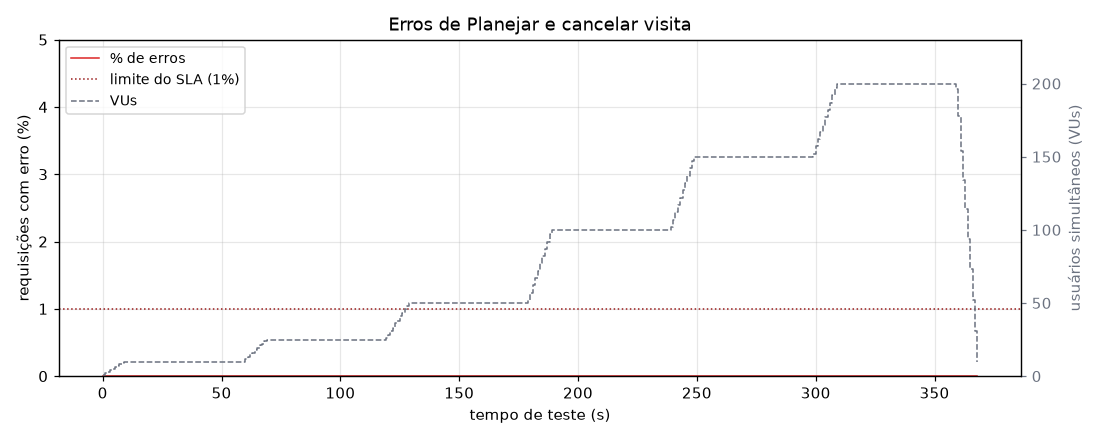 Erros de Planejar e cancelar visita
% de erros
limite do SLA (1%)
VUs
requisições com erro (%)
5
4
3
2
1
0
0
50
100
150
200
250
300
350
tempo de teste (s)
200
150
100
50
0
usuários simultâneos (VUs)